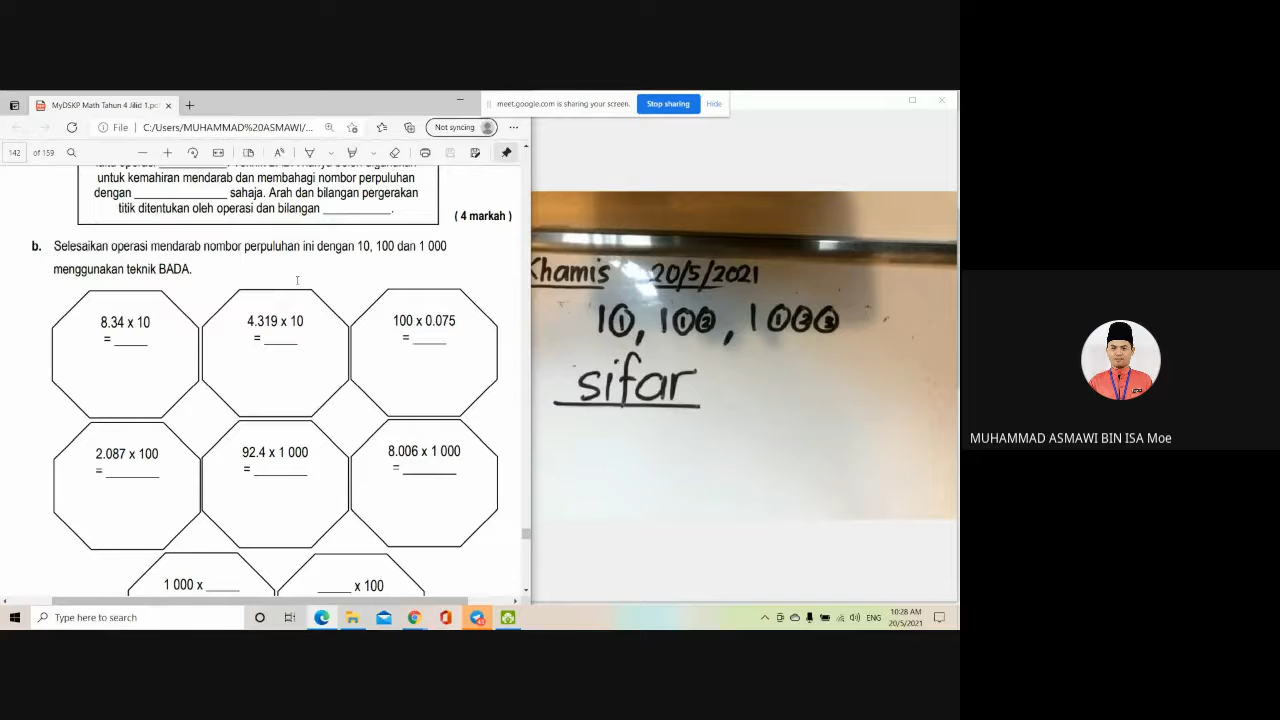 MyDSKP Math Tahun 4 Jilid 1.pd
meet.google.com is sharing your screen.
Stop sharing
Hide
File
C:/Users/MUHAMMAD%20ASMAWI/...
Not syncing
142 of 159
untuk kemahiran mendarab dan membahagi nombor perpuluhan
dengan ________ sahaja. Arah dan bilangan pergerakan
titik ditentukan oleh operasi dan bilangan ________.
( 4 markah )
b. Selesaikan operasi mendarab nombor perpuluhan ini dengan 10, 100 dan 1 000
menggunakan teknik BADA.
8.34 x 10
= _____
4.319 x 10
= _____
100 x 0.075
= _____
2.087 x 100
= ________
92.4 x 1 000
= ________
8.006 x 1 000
= ________
1 000 x _____
_____ x 100
Khamis 20/5/2021
10, 100, 1000
sifar
MUHAMMAD ASMAWI BIN ISA Moe
Type here to search
ENG
10:28 AM
20/5/2021